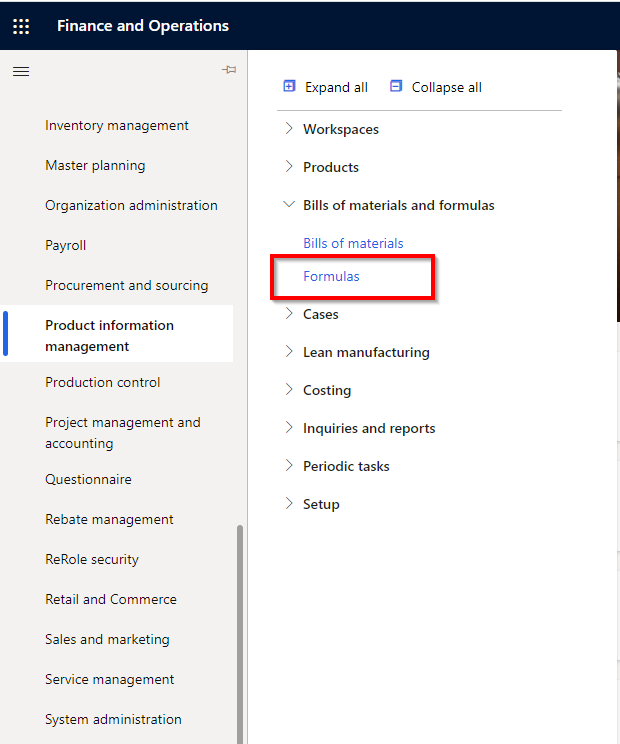 Finance and Operations
Inventory management
Master planning
Organization administration
Payroll
Procurement and sourcing
Product information
management
Production control
Project management and
accounting
Questionnaire
Rebate management
ReRole security
Retail and Commerce
Sales and marketing
Service management
System administration
Expand all
Collapse all
Workspaces
Products
Bills of materials and formulas
Bills of materials
Formulas
Cases
Lean manufacturing
Costing
Inquiries and reports
Periodic tasks
Setup